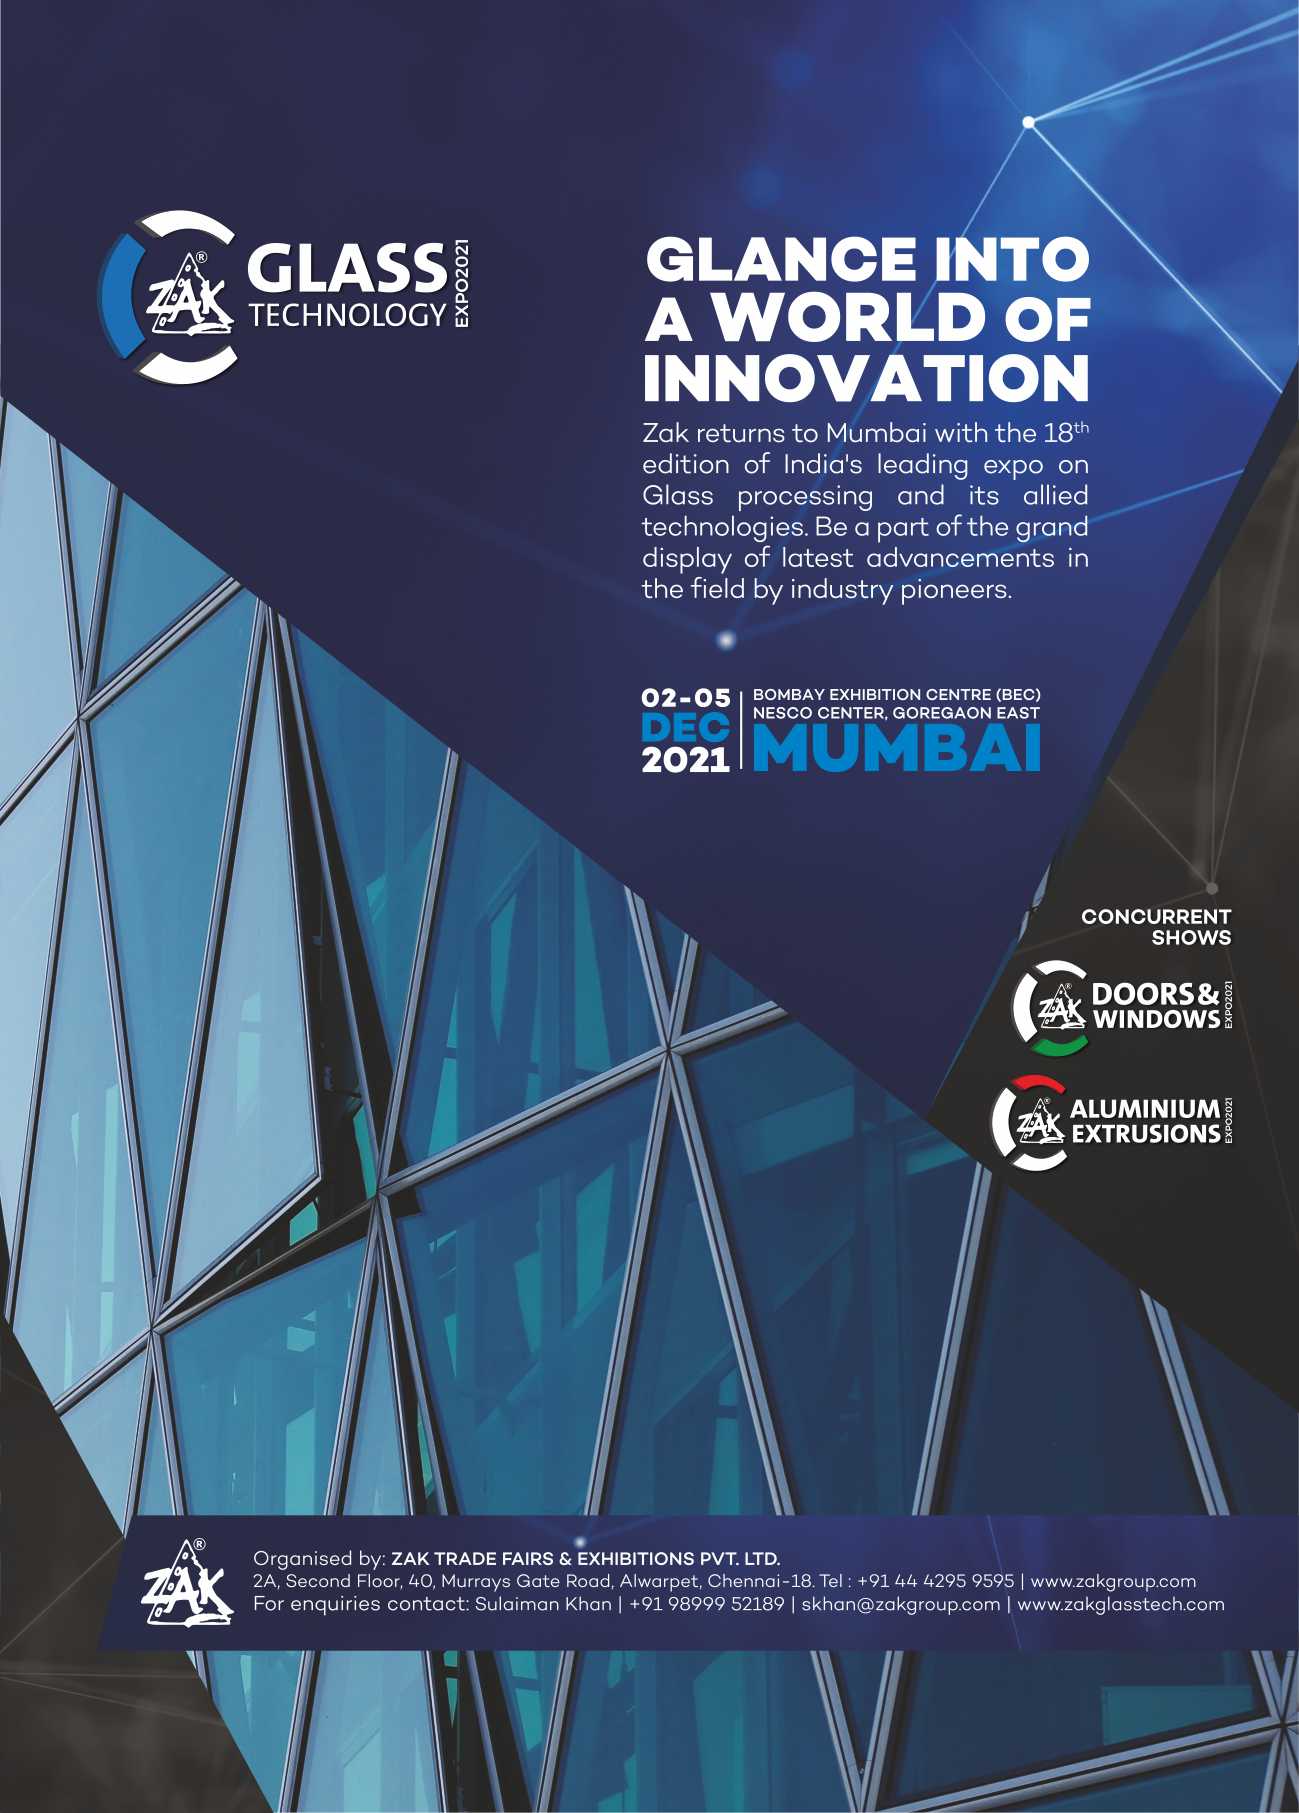 ZAK®
GLASS
TECHNOLOGY
EXPO2021
GLANCE INTO
A WORLD OF
INNOVATION
Zak returns to Mumbai with the 18th
edition of India's leading expo on
Glass processing and its allied
technologies. Be a part of the grand
display of latest advancements in
the field by industry pioneers.
02-05
DEC
2021
BOMBAY EXHIBITION CENTRE (BEC)
NESCO CENTER, GOREGAON EAST
MUMBAI
CONCURRENT
SHOWS
ZAK®
DOORS&
WINDOWS
EXPO2021
ZAK®
ALUMINIUM
EXTRUSIONS
EXPO2021
ZAK®
Organised by: ZAK TRADE FAIRS & EXHIBITIONS PVT. LTD.
2A, Second Floor, 40, Murrays Gate Road, Alwarpet, Chennai-18. Tel : +91 44 4295 9595 | www.zakgroup.com
For enquiries contact: Sulaiman Khan | +91 98999 52189 | skhan@zakgroup.com | www.zakglasstech.com